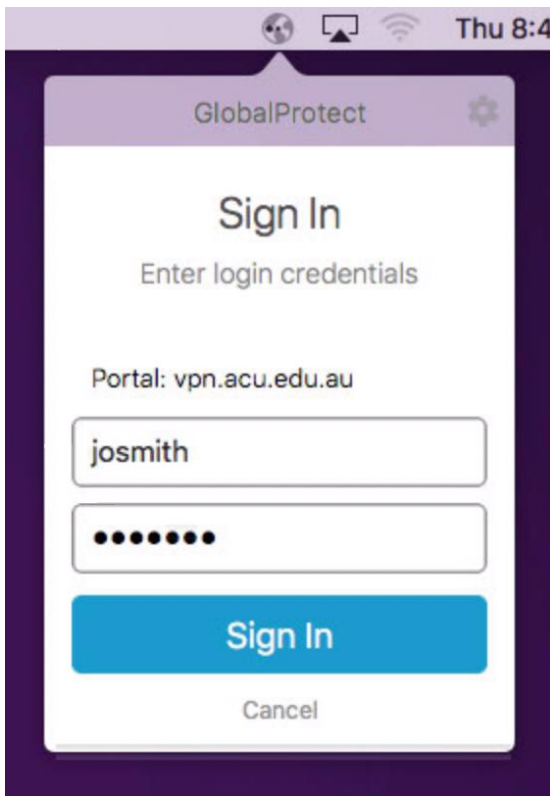 Thu 8:4
GlobalProtect
Sign In
Enter login credentials
Portal: vpn.acu.edu.au
josmith
•••••••
Sign In
Cancel